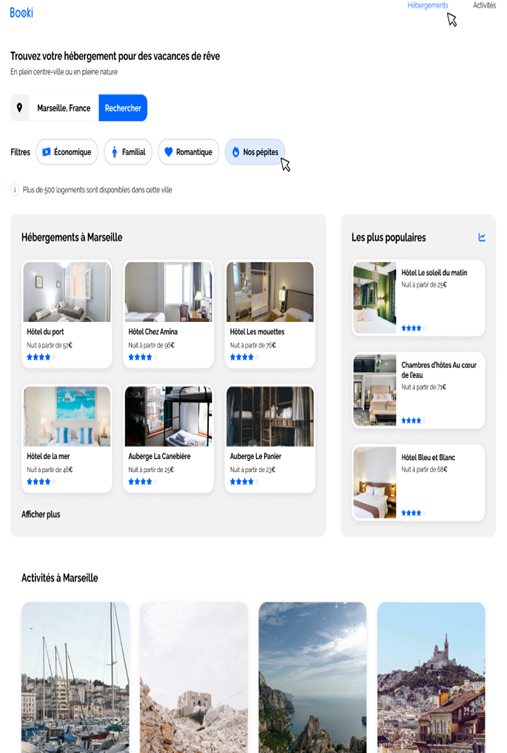 Booki
Hébergements
Activités
Trouvez votre hébergement pour des vacances de rêve
En plein centre-ville ou en pleine nature
Marseille, France
Rechercher
Filtres
Économique
Familial
Romantique
Nos pépites
Plus de 500 logements sont disponibles dans cette ville
Hébergements à Marseille
Hôtel du port
Nuit à partir de 52€
Hôtel Chez Amina
Nuit à partir de 96€
Hôtel Les mouettes
Nuit à partir de 76€
Hôtel de la mer
Nuit à partir de 46€
Auberge La Canebière
Nuit à partir de 25€
Auberge Le Panier
Nuit à partir de 23€
Afficher plus
Les plus populaires
Hôtel Le soleil du matin
Nuit à partir de 25€
Chambres d'hôtes Au cœur
de l'eau
Nuit à partir de 71€
Hôtel Bleu et Blanc
Nuit à partir de 68€
Activités à Marseille